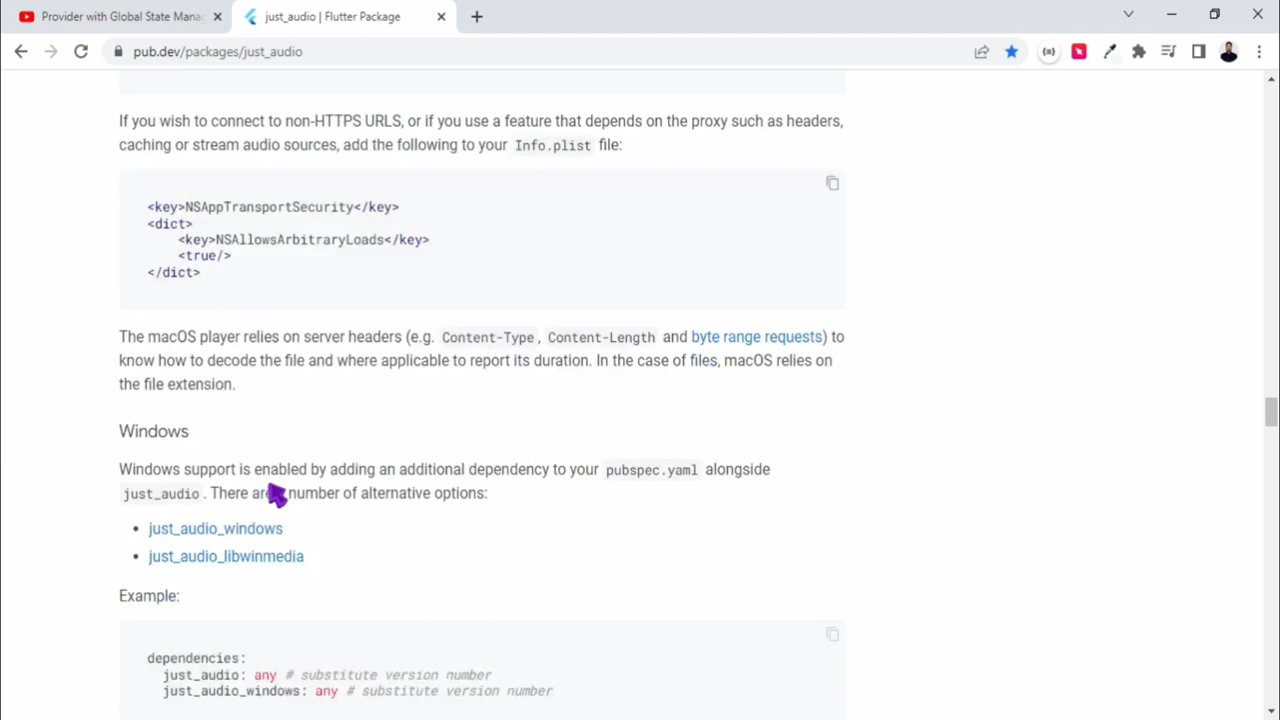 Provider with Global State Mana
just_audio | Flutter Package
pub.dev/packages/just_audio
If you wish to connect to non-HTTPS URLS, or if you use a feature that depends on the proxy such as headers,
caching or stream audio sources, add the following to your Info.plist file:
<key>NSAppTransportSecurity</key>
<dict>
<key>NSAllowsArbitraryLoads</key>
<true/>
</dict>
The macOS player relies on server headers (e.g. Content-Type, Content-Length and byte range requests) to
know how to decode the file and where applicable to report its duration. In the case of files, macOS relies on
the file extension.
Windows
Windows support is enabled by adding an additional dependency to your pubspec.yaml alongside
just_audio. There are number of alternative options:
• just_audio_windows
• just_audio_libwinmedia
Example:
dependencies:
just_audio: any # substitute version number
just_audio_windows: any # substitute version number